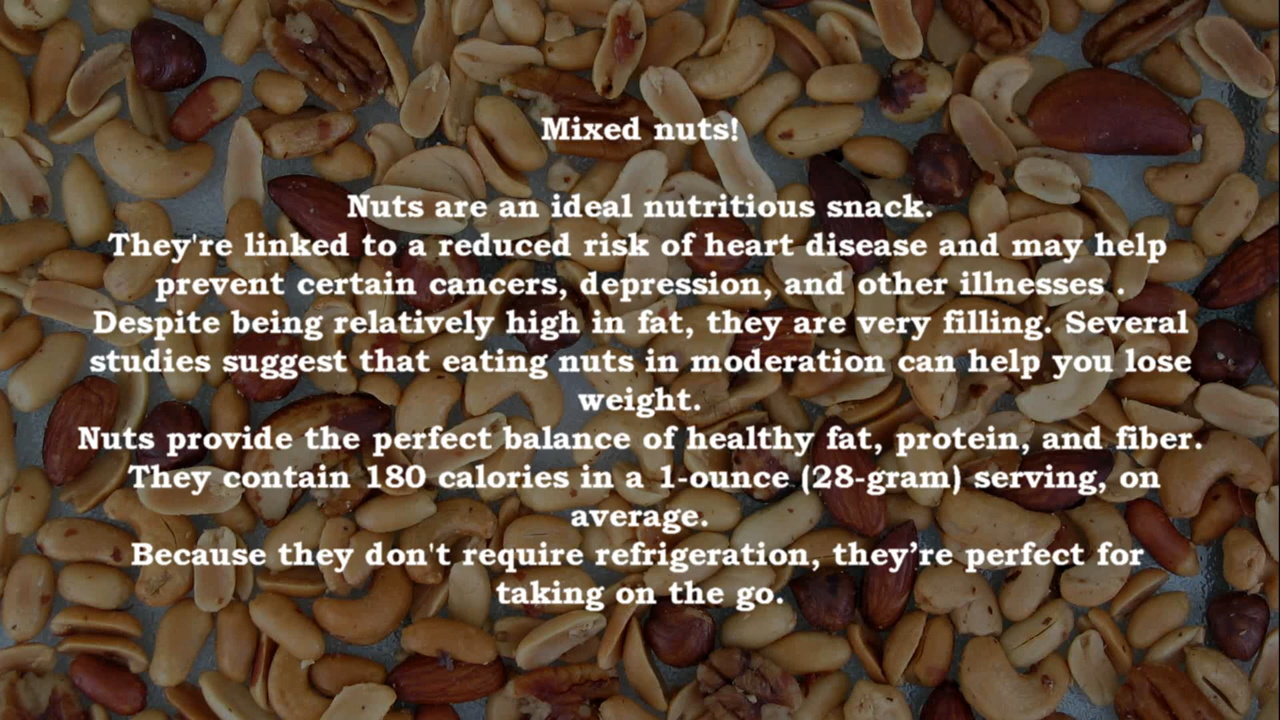 Mixed nuts!
Nuts are an ideal nutritious snack.
They're linked to a reduced risk of heart disease and may help
prevent certain cancers, depression, and other illnesses .
Despite being relatively high in fat, they are very filling. Several
studies suggest that eating nuts in moderation can help you lose
weight.
Nuts provide the perfect balance of healthy fat, protein, and fiber.
They contain 180 calories in a 1-ounce (28-gram) serving, on
average.
Because they don't require refrigeration, they’re perfect for
taking on the go.